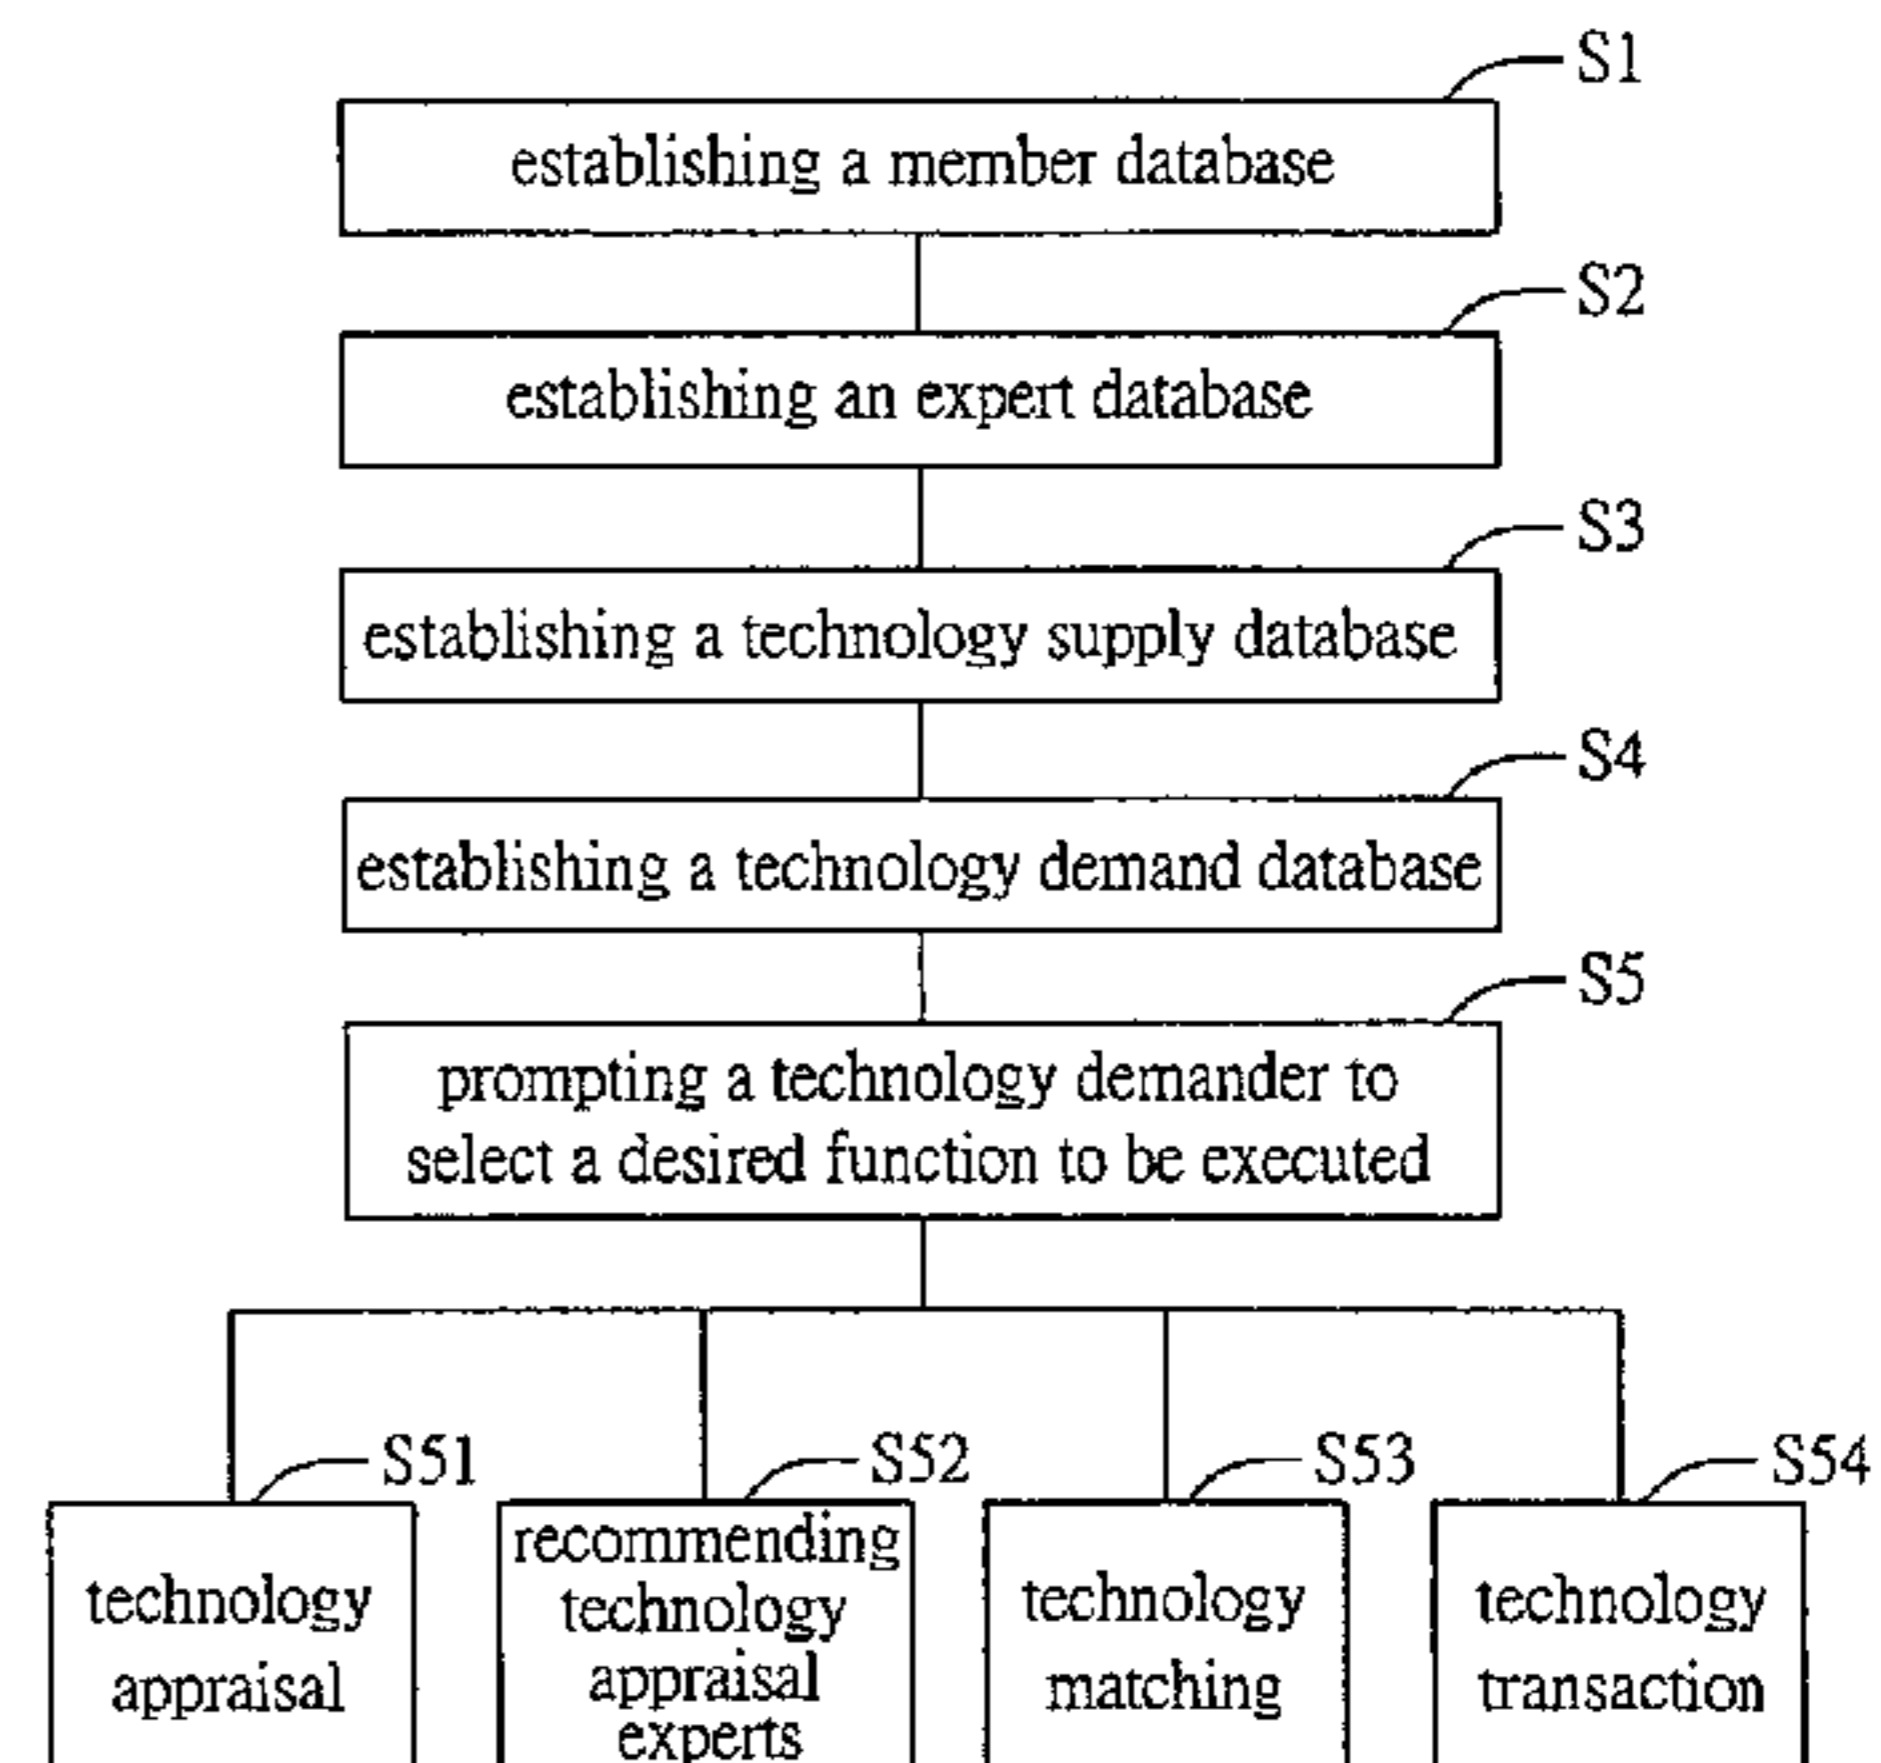 S1
establishing a member database
S2
establishing an expert database
S3
establishing a technology supply database
S4
establishing a technology demand database
S5
prompting a technology demander to
select a desired function to be executed
S51
technology
appraisal
S52
recommending
technology
appraisal
experts
S53
technology
matching
S54
technology
transaction